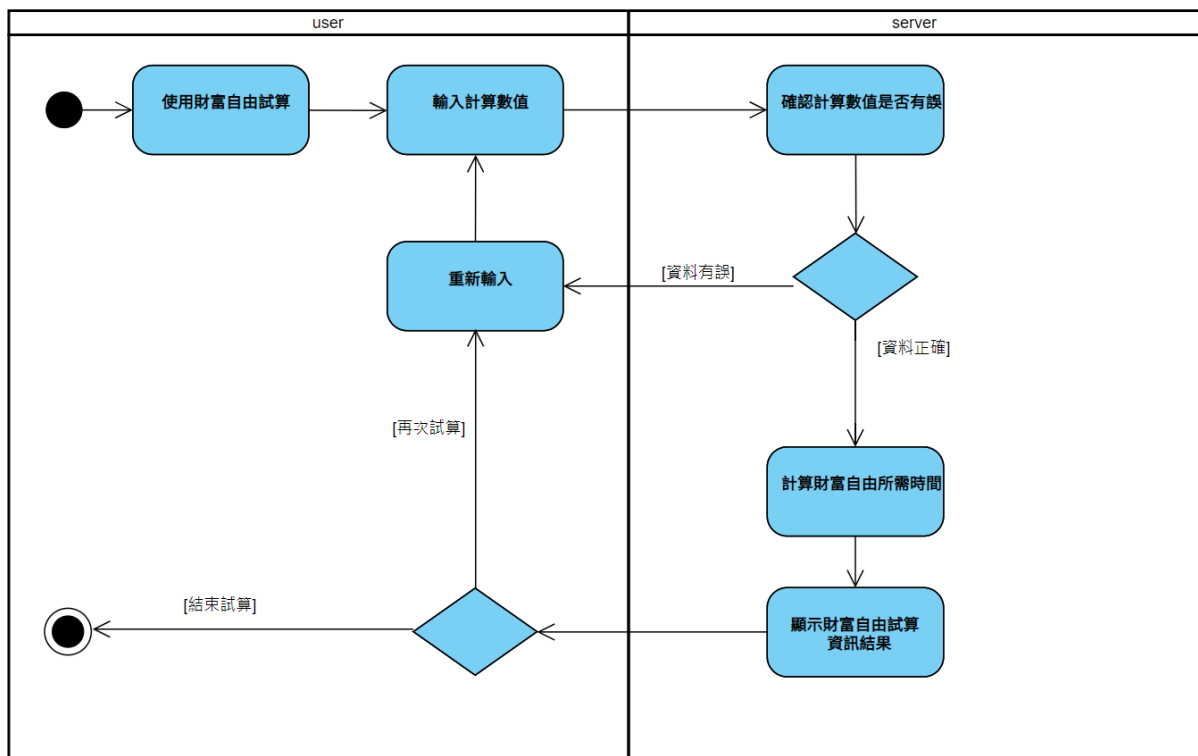 user
server
使用財富自由試算
輸入計算數值
確認計算數值是否有誤
重新輸入
[資料有誤]
[資料正確]
[再次試算]
計算財富自由所需時間
[結束試算]
顯示財富自由試算
資訊結果